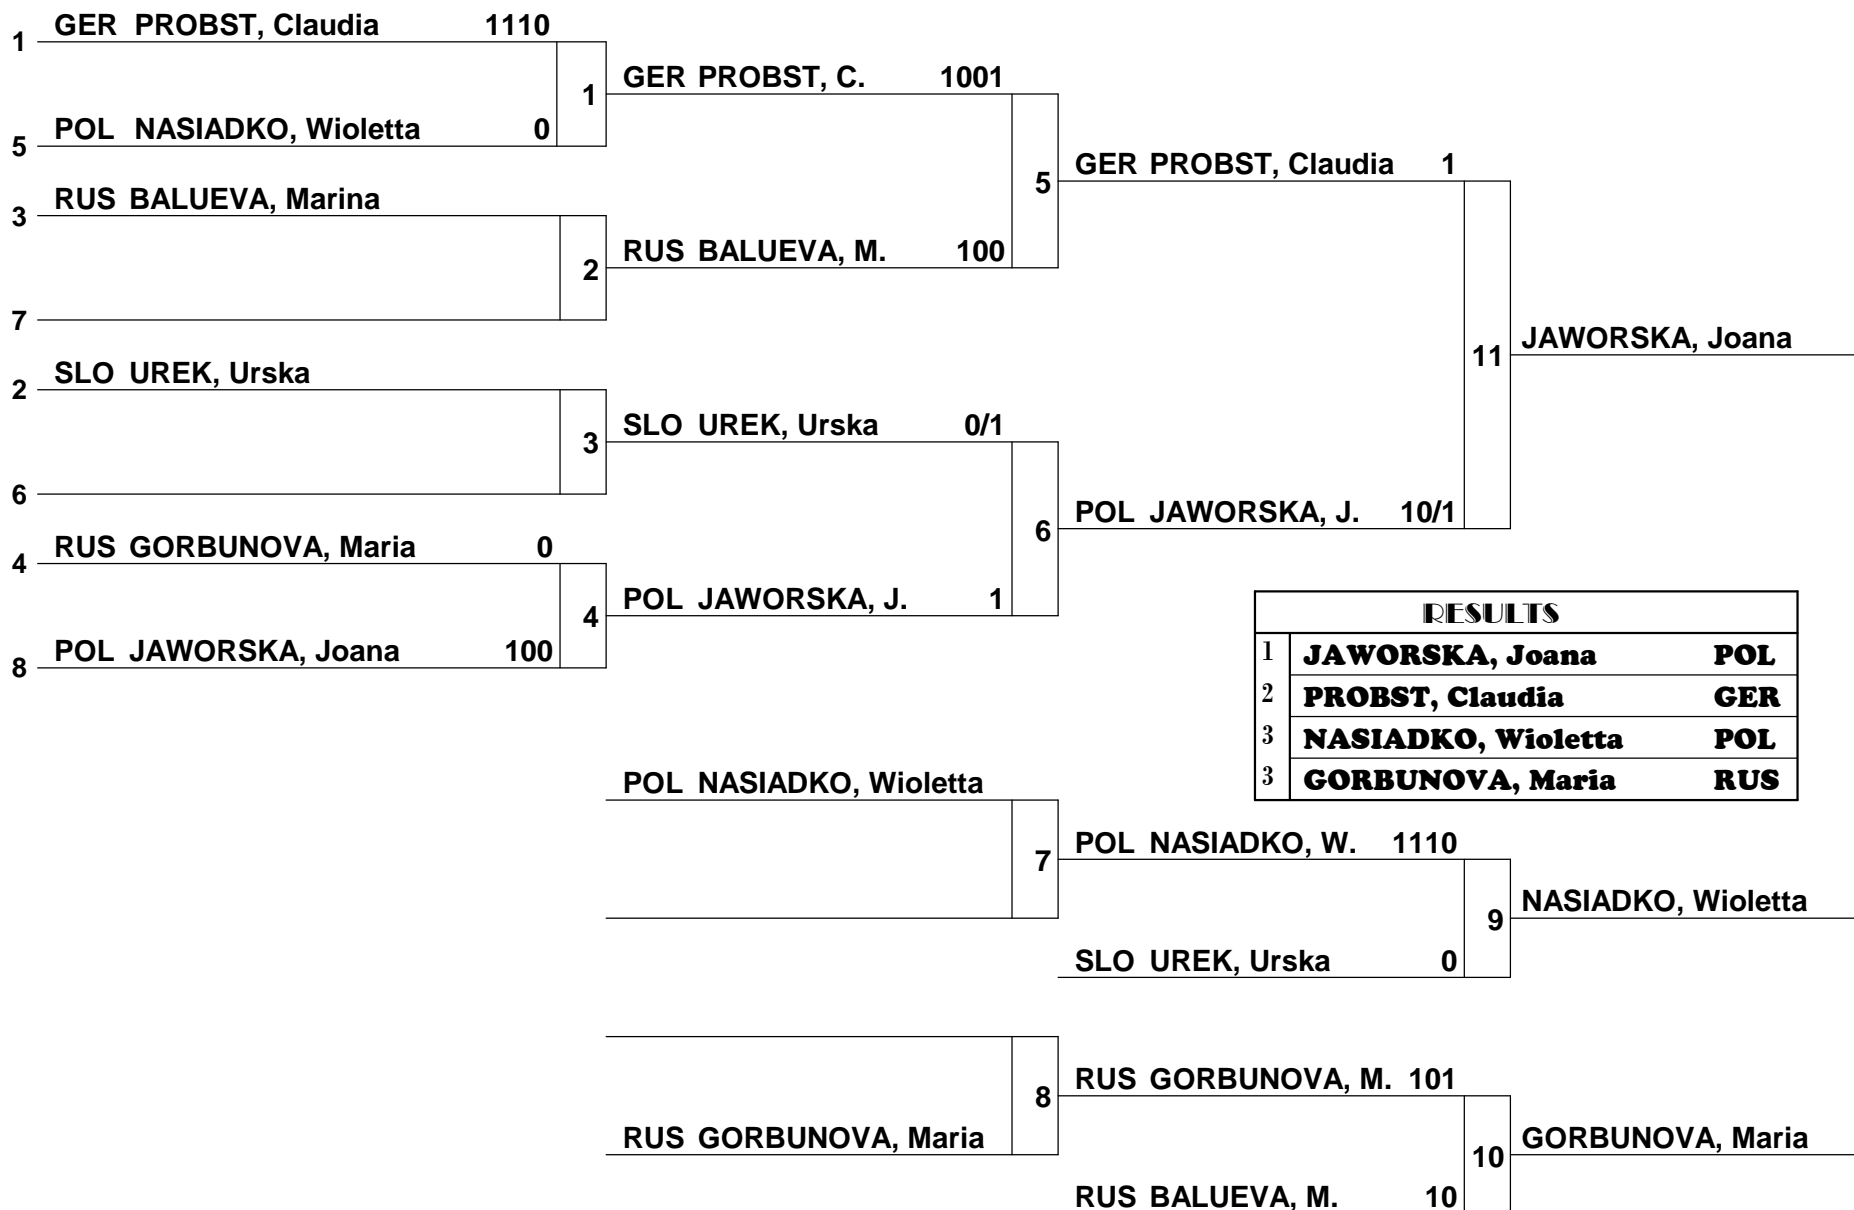 1 GER PROBST, Claudia 1110
1
5 POL NASIADKO, Wioletta 0
3 RUS BALUEVA, Marina
2
7
2 SLO UREK, Urska
3
6
4 RUS GORBUNOVA, Maria 0
4
8 POL JAWORSKA, Joana 100
GER PROBST, C. 1001
5
RUS BALUEVA, M. 100
SLO UREK, Urska 0/1
6
POL JAWORSKA, J. 1
GER PROBST, Claudia 1
11
POL JAWORSKA, J. 10/1
JAWORSKA, Joana
RESULTS
1 JAWORSKA, Joana POL
2 PROBST, Claudia GER
3 NASIADKO, Wioletta POL
3 GORBUNOVA, Maria RUS
POL NASIADKO, Wioletta
7
POL NASIADKO, W. 1110
9
SLO UREK, Urska 0
NASIADKO, Wioletta
8
RUS GORBUNOVA, Maria
RUS GORBUNOVA, M. 101
10
RUS BALUEVA, M. 10
GORBUNOVA, Maria